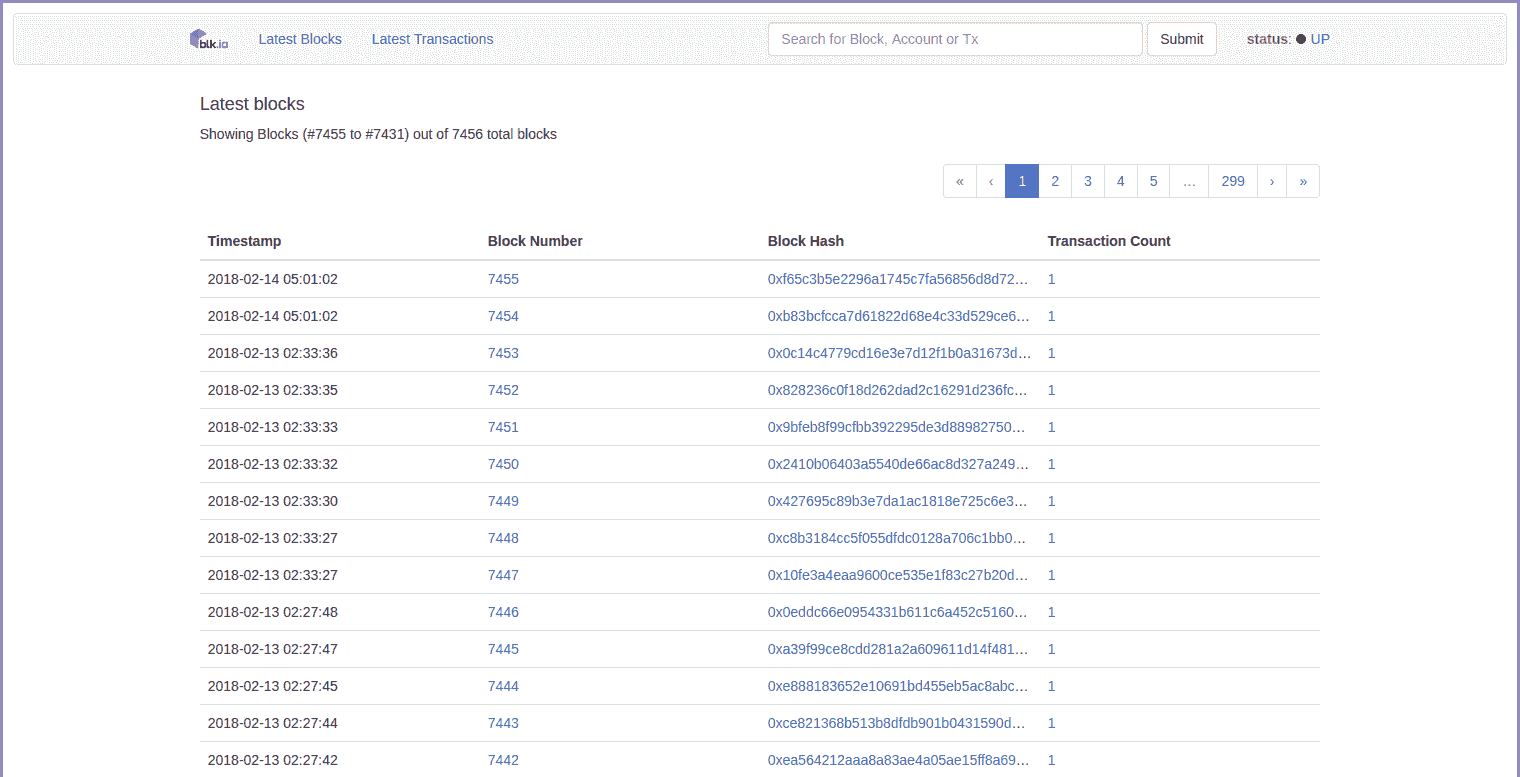 blk.io Latest Blocks Latest Transactions Search for Block, Account or Tx Submit status: UP
Latest blocks
Showing Blocks (#7455 to #7431) out of 7456 total blocks
« ‹ 1 2 3 4 5 … 299 › »
Timestamp Block Number Block Hash Transaction Count
2018-02-14 05:01:02 7455 0xf65c3b5e2296a1745c7fa56856d8d72… 1
2018-02-14 05:01:02 7454 0xb83bcfcca7d61822d68e4c33d529ce6… 1
2018-02-13 02:33:36 7453 0x0c14c4779cd16e3e7d12f1b0a31673d… 1
2018-02-13 02:33:35 7452 0x828236c0f18d262dad2c16291d236fc… 1
2018-02-13 02:33:33 7451 0x9bfeb8f99cfbb392295de3d88982750… 1
2018-02-13 02:33:32 7450 0x2410b06403a5540de66ac8d327a249… 1
2018-02-13 02:33:30 7449 0x427695c89b3e7da1ac1818e725c6e3… 1
2018-02-13 02:33:27 7448 0xc8b3184cc5f055dfdc0128a706c1bb0… 1
2018-02-13 02:33:27 7447 0x10fe3a4eaa9600ce535e1f83c27b20d… 1
2018-02-13 02:27:48 7446 0x0eddc66e0954331b611c6a452c5160… 1
2018-02-13 02:27:47 7445 0xa39f99ce8cdd281a2a609611d14f481… 1
2018-02-13 02:27:45 7444 0xe888183652e10691bd455eb5ac8abc… 1
2018-02-13 02:27:44 7443 0xce821368b513b8dfdb901b0431590d… 1
2018-02-13 02:27:42 7442 0xea564212aaa8a83ae4a05ae15ff8a69… 1